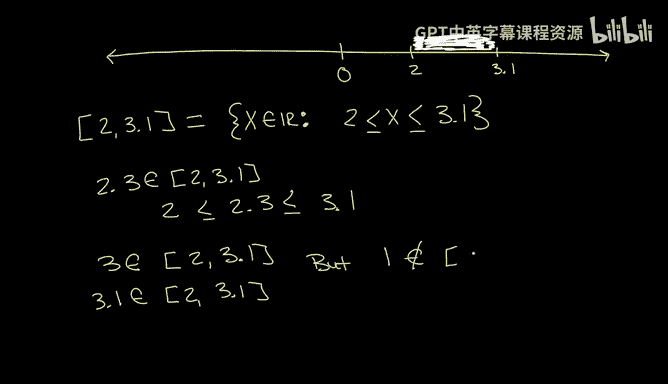 GPT中英字幕课程资源 bilibili
0 2 3.1
[2,3.1] = {x∈ℝ: 2≤x≤3.1}
2.3∈ [2,3.1]
2 ≤ 2.3 ≤ 3.1
3∈ [2,3.1] But 1 ∉ [
3.1∈ [2, 3.1]